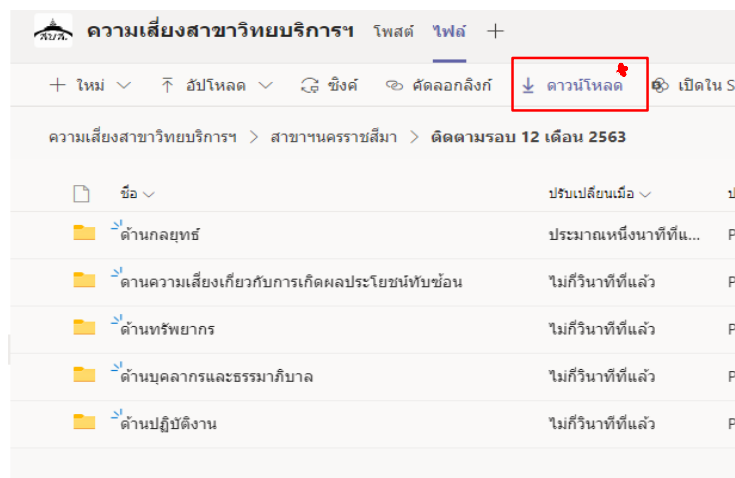 สบส. ความเสี่ยงสาขาวิทยบริการฯ โพสต์ ไฟล์ +
+ ใหม่ อัปโหลด ซิงค์ คัดลอกลิงก์ ดาวน์โหลด เปิดใน S
ความเสี่ยงสาขาวิทยบริการฯ > สาขาฯนครราชสีมา > ติดตามรอบ 12 เดือน 2563
ชื่อ ปรับเปลี่ยนเมื่อ
ด้านกลยุทธ์ ประมาณหนึ่งนาทีที่แ... P
ดานความเสี่ยงเกี่ยวกับการเกิดผลประโยชน์ทับซ้อน ไม่กี่วินาทีที่แล้ว P
ด้านทรัพยากร ไม่กี่วินาทีที่แล้ว P
ด้านบุคลากรและธรรมาภิบาล ไม่กี่วินาทีที่แล้ว P
ด้านปฏิบัติงาน ไม่กี่วินาทีที่แล้ว P